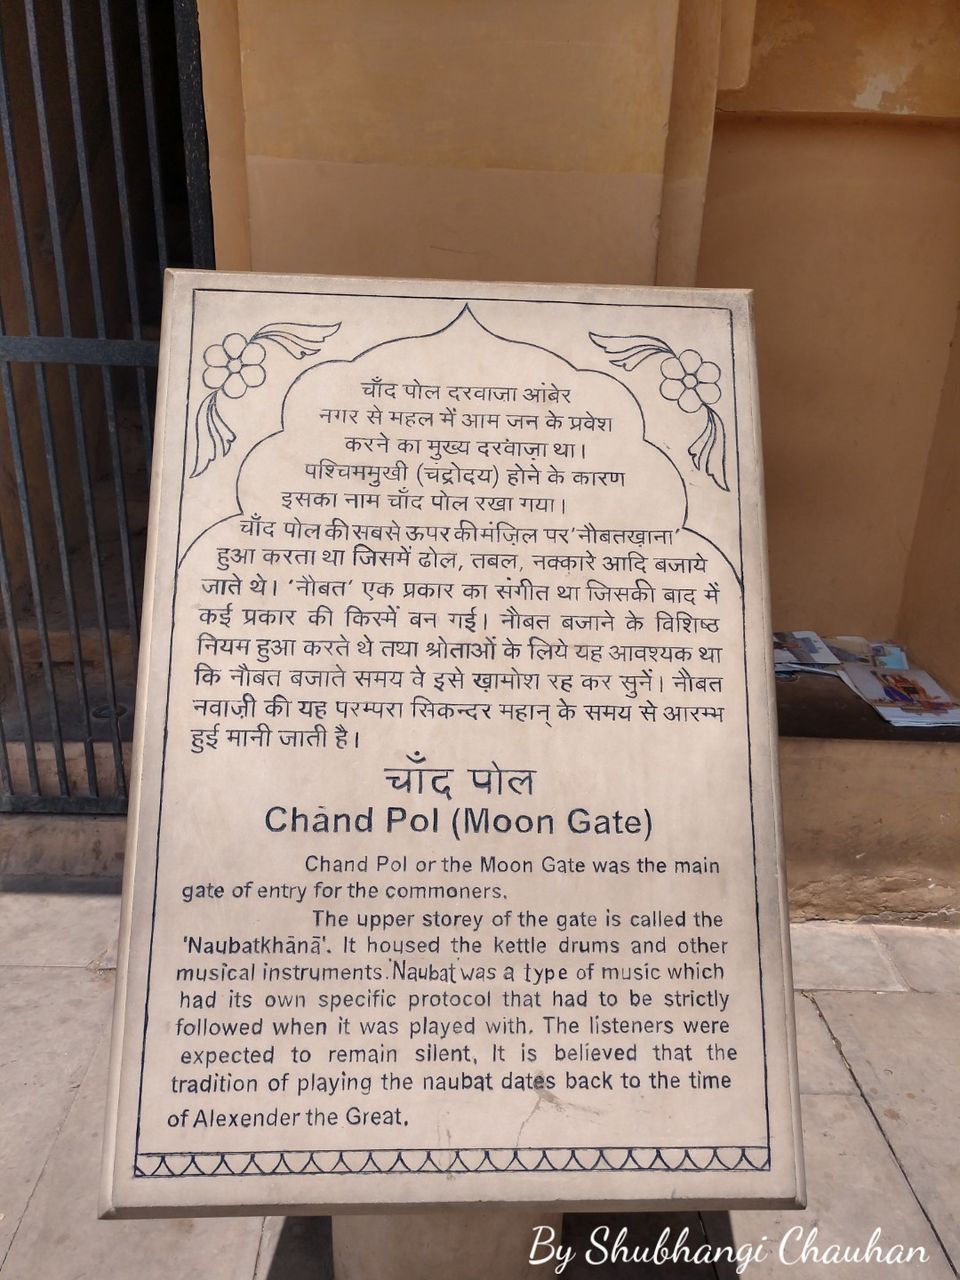 चाँद पोल दरवाजा आंबेर
नगर से महल में आम जन के प्रवेश
करने का मुख्य दरवाज़ा था।
पश्चिममुखी (चंद्रोदय) होने के कारण
इसका नाम चाँद पोल रखा गया।
चाँद पोल की सबसे ऊपर की मंज़िल पर 'नौबतख़ाना'
हुआ करता था जिसमें ढोल, तबल, नक्कारे आदि बजाये
जाते थे। 'नौबत' एक प्रकार का संगीत था जिसकी बाद में
कई प्रकार की किस्में बन गई। नौबत बजाने के विशिष्ठ
नियम हुआ करते थे तथा श्रोताओं के लिये यह आवश्यक था
कि नौबत बजाते समय वे इसे ख़ामोश रह कर सुनें। नौबत
नवाज़ी की यह परम्परा सिकन्दर महान् के समय से आरम्भ
हुई मानी जाती है।
चाँद पोल
Chānd Pol (Moon Gate)
Chand Pol or the Moon Gate was the main
gate of entry for the commoners.
The upper storey of the gate is called the
'Naubatkhānā'. It housed the kettle drums and other
musical instruments. 'Naubat' was a type of music which
had its own specific protocol that had to be strictly
followed when it was played with. The listeners were
expected to remain silent, It is believed that the
tradition of playing the naubat dates back to the time
of Alexender the Great.
By Shubhangi Chauhan